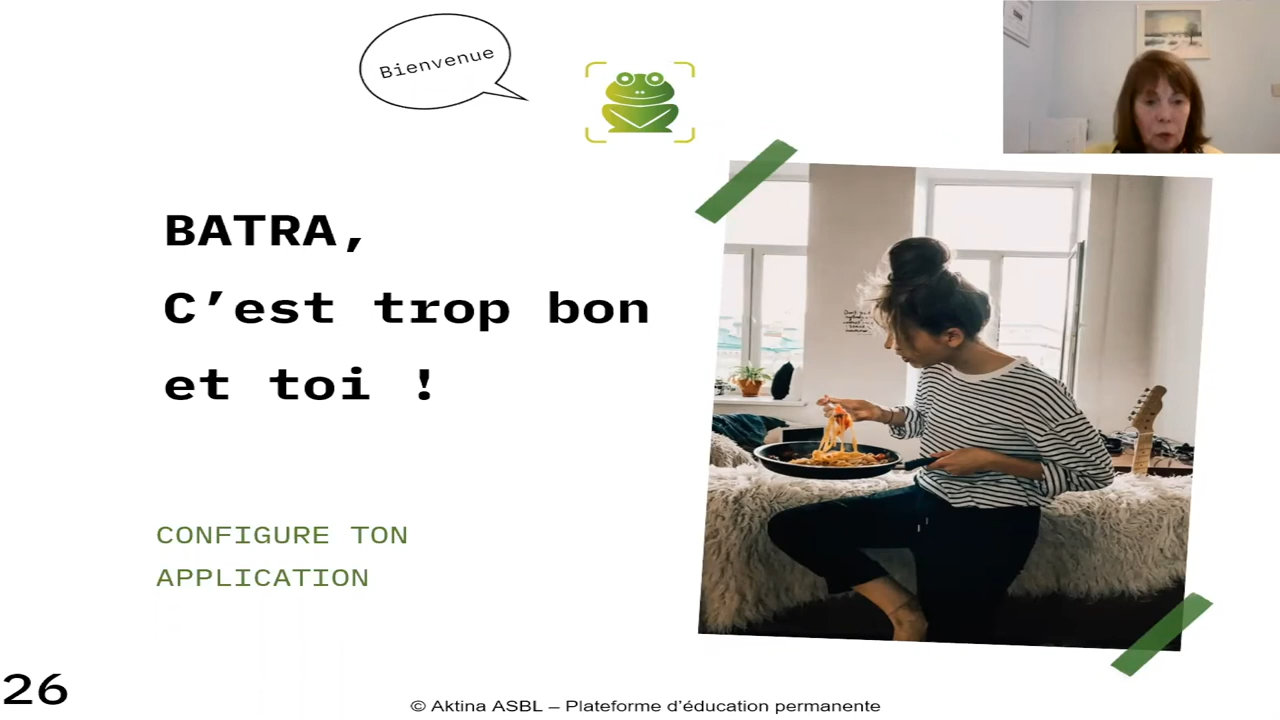 Bienvenue
BATRA,
C’est trop bon
et toi !
CONFIGURE TON
APPLICATION
26
© Aktina ASBL – Plateforme d’éducation permanente